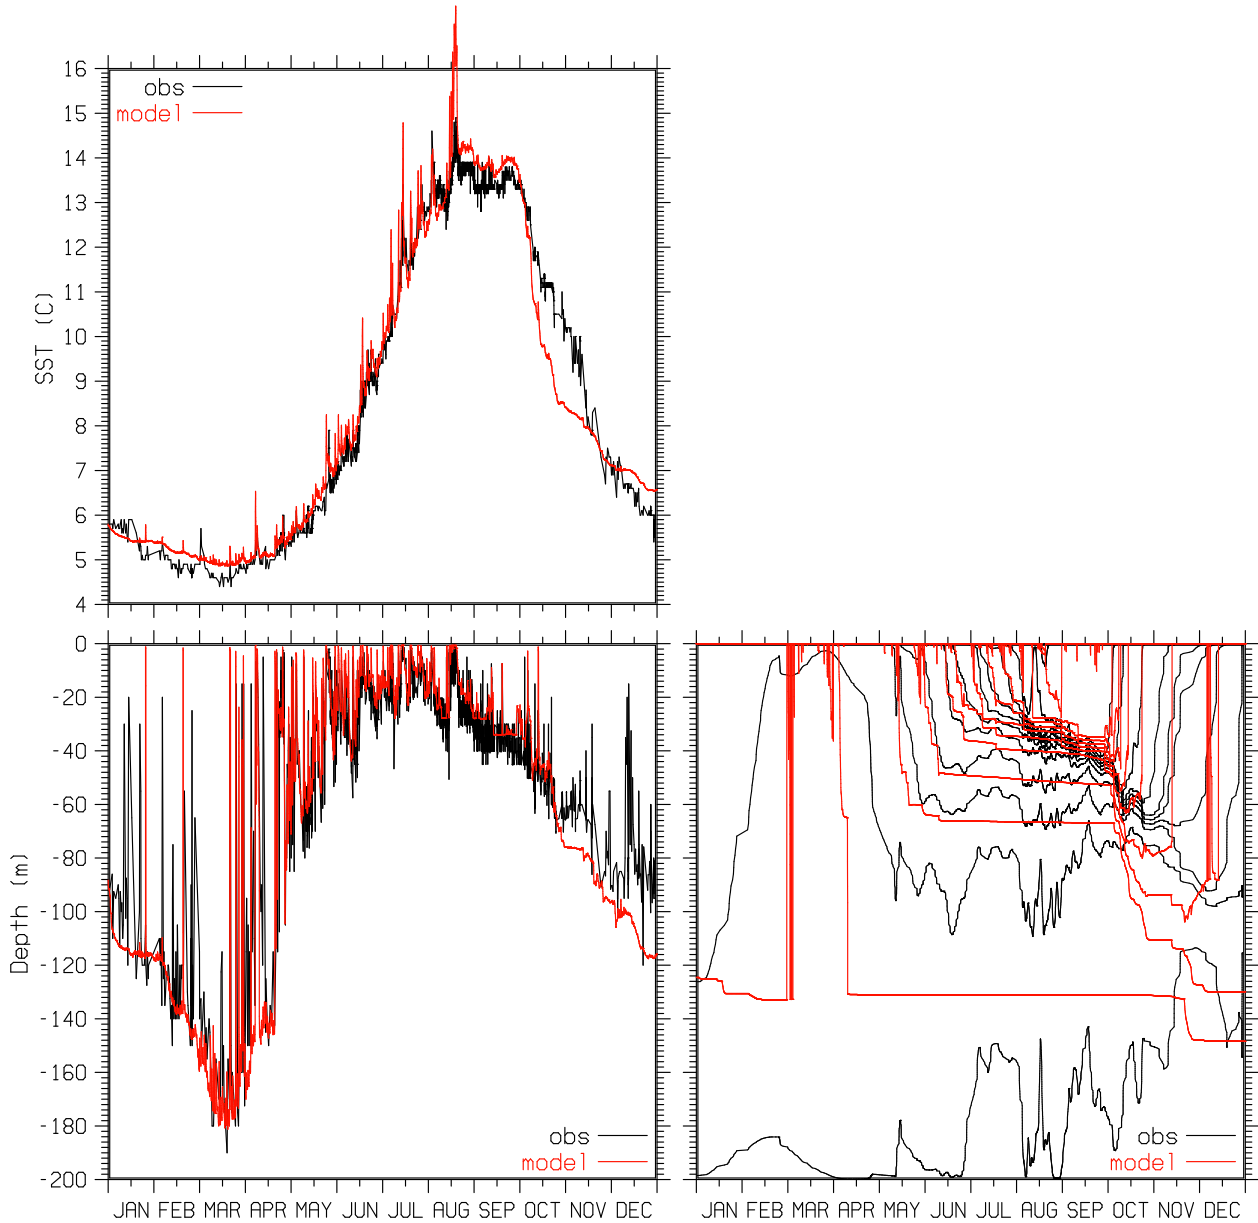 16
obs
model
15
14
13
12
11
10
9
8
7
6
5
4
SST (C)
0
-20
-40
-60
-80
-100
-120
-140
-160
-180
-200
Depth (m)
obs
model
obs
model
JAN FEB MAR APR MAY JUN JUL AUG SEP OCT NOV DEC
JAN FEB MAR APR MAY JUN JUL AUG SEP OCT NOV DEC